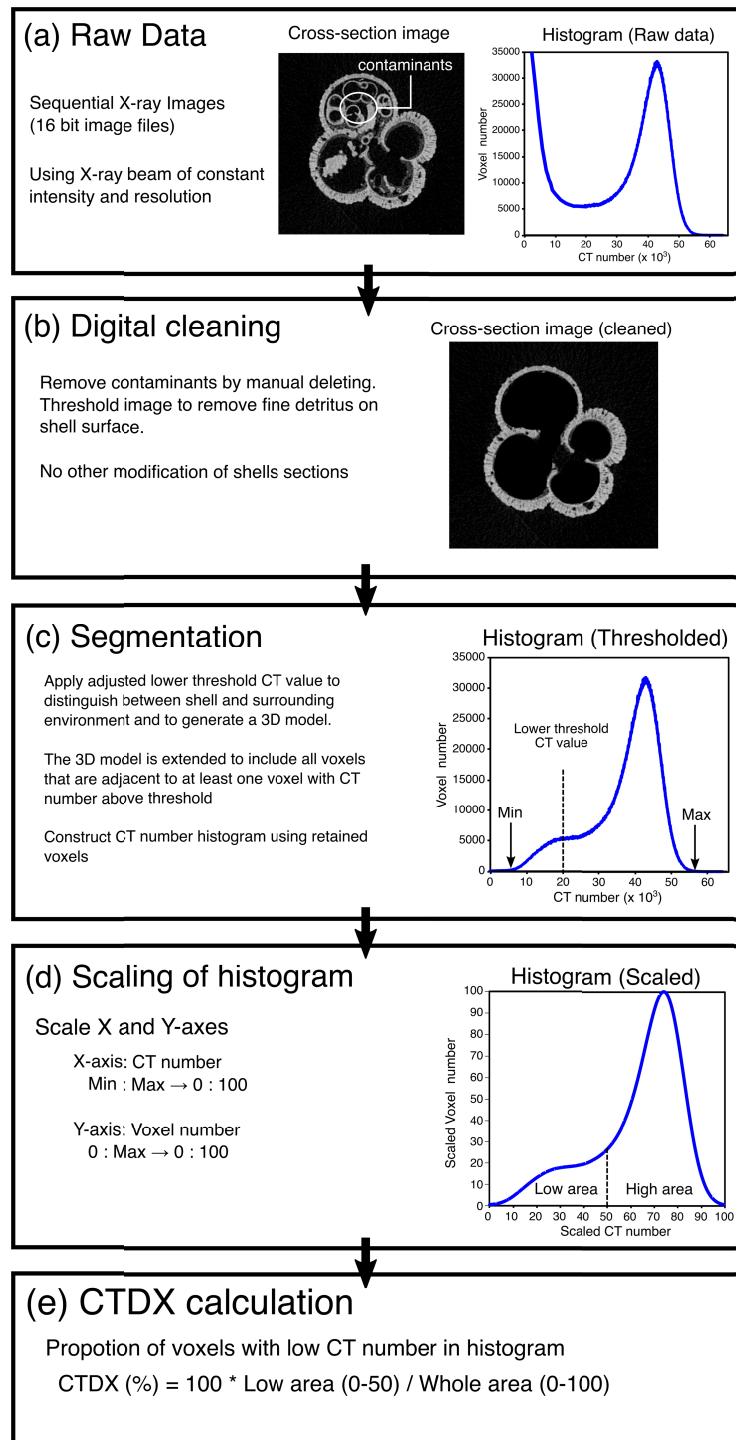 (a) Raw Data
Sequential X-ray Images
(16 bit image files)
Using X-ray beam of constant
intensity and resolution
Cross-section image
contaminants
Histogram (Raw data)
35000
30000
25000
20000
15000
10000
5000
0
Voxel number
0 10 20 30 40 50 60
CT number (x 10³)
(b) Digital cleaning
Remove contaminants by manual deleting.
Threshold image to remove fine detritus on
shell surface.
No other modification of shells sections
Cross-section image (cleaned)
(c) Segmentation
Apply adjusted lower threshold CT value to
distinguish between shell and surrounding
environment and to generate a 3D model.
The 3D model is extended to include all voxels
that are adjacent to at least one voxel with CT
number above threshold
Construct CT number histogram using retained
voxels
Histogram (Thresholded)
35000
30000
25000
20000
15000
10000
5000
0
Voxel number
Lower threshold
CT value
Min
Max
0 10 20 30 40 50 60
CT number (x 10³)
(d) Scaling of histogram
Scale X and Y-axes
X-axis: CT number
Min : Max → 0 : 100
Y-axis: Voxel number
0 : Max → 0 : 100
Histogram (Scaled)
100
90
80
70
60
50
40
30
20
10
0
Scaled Voxel number
Low area
High area
0 10 20 30 40 50 60 70 80 90 100
Scaled CT number
(e) CTDX calculation
Propotion of voxels with low CT number in histogram
CTDX (%) = 100 * Low area (0-50) / Whole area (0-100)